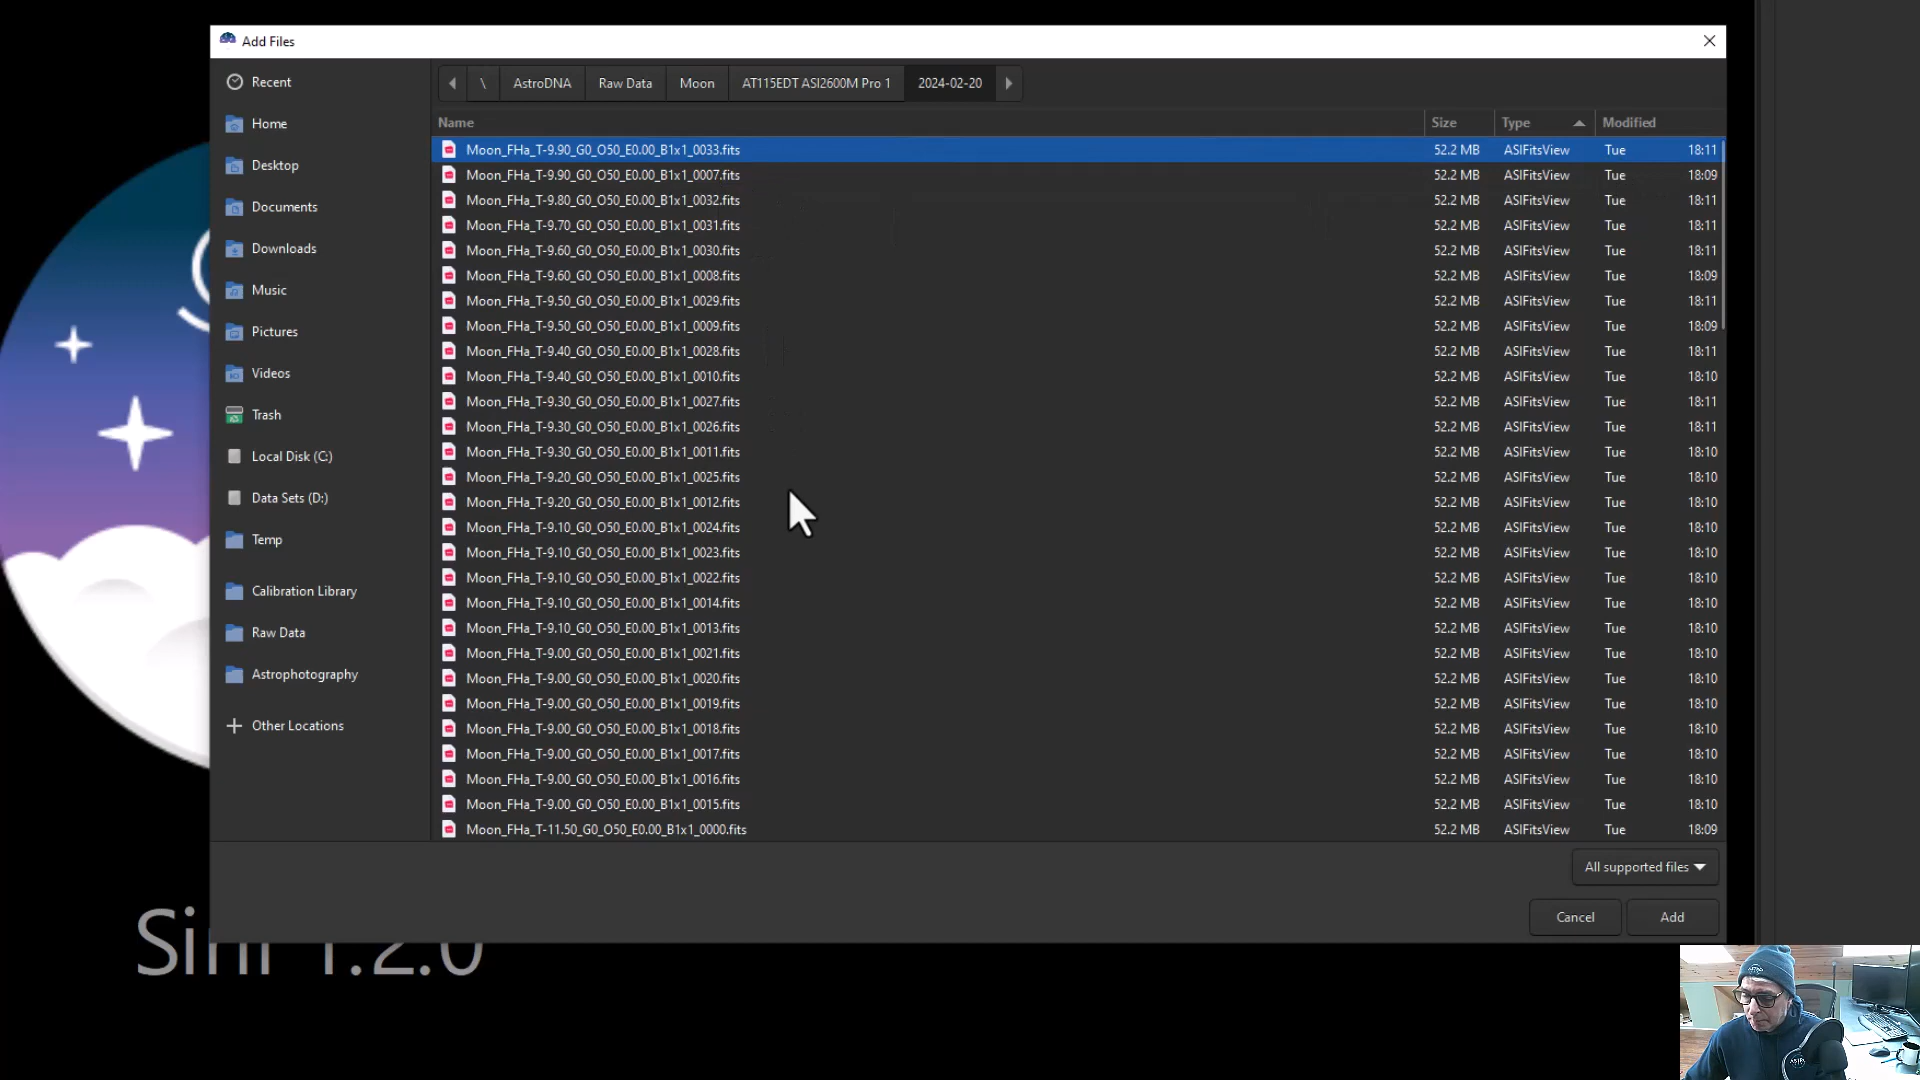 Add Files
Recent
Home
Desktop
Documents
Downloads
Music
Pictures
Videos
Trash
Local Disk (C:)
Data Sets (D:)
Temp
Calibration Library
Raw Data
Astrophotography
Other Locations
\ AstroDNA Raw Data Moon AT115EDT ASI2600M Pro 1 2024-02-20
Name Size Type Modified
Moon_FHa_T-9.90_G0_O50_E0.00_B1x1_0033.fits 52.2 MB ASIFitsView Tue 18:11
Moon_FHa_T-9.90_G0_O50_E0.00_B1x1_0007.fits 52.2 MB ASIFitsView Tue 18:09
Moon_FHa_T-9.80_G0_O50_E0.00_B1x1_0032.fits 52.2 MB ASIFitsView Tue 18:11
Moon_FHa_T-9.70_G0_O50_E0.00_B1x1_0031.fits 52.2 MB ASIFitsView Tue 18:11
Moon_FHa_T-9.60_G0_O50_E0.00_B1x1_0030.fits 52.2 MB ASIFitsView Tue 18:11
Moon_FHa_T-9.60_G0_O50_E0.00_B1x1_0008.fits 52.2 MB ASIFitsView Tue 18:09
Moon_FHa_T-9.50_G0_O50_E0.00_B1x1_0029.fits 52.2 MB ASIFitsView Tue 18:11
Moon_FHa_T-9.50_G0_O50_E0.00_B1x1_0009.fits 52.2 MB ASIFitsView Tue 18:09
Moon_FHa_T-9.40_G0_O50_E0.00_B1x1_0028.fits 52.2 MB ASIFitsView Tue 18:11
Moon_FHa_T-9.40_G0_O50_E0.00_B1x1_0010.fits 52.2 MB ASIFitsView Tue 18:10
Moon_FHa_T-9.30_G0_O50_E0.00_B1x1_0027.fits 52.2 MB ASIFitsView Tue 18:11
Moon_FHa_T-9.30_G0_O50_E0.00_B1x1_0026.fits 52.2 MB ASIFitsView Tue 18:11
Moon_FHa_T-9.30_G0_O50_E0.00_B1x1_0011.fits 52.2 MB ASIFitsView Tue 18:10
Moon_FHa_T-9.20_G0_O50_E0.00_B1x1_0025.fits 52.2 MB ASIFitsView Tue 18:10
Moon_FHa_T-9.20_G0_O50_E0.00_B1x1_0012.fits 52.2 MB ASIFitsView Tue 18:10
Moon_FHa_T-9.10_G0_O50_E0.00_B1x1_0024.fits 52.2 MB ASIFitsView Tue 18:10
Moon_FHa_T-9.10_G0_O50_E0.00_B1x1_0023.fits 52.2 MB ASIFitsView Tue 18:10
Moon_FHa_T-9.10_G0_O50_E0.00_B1x1_0022.fits 52.2 MB ASIFitsView Tue 18:10
Moon_FHa_T-9.10_G0_O50_E0.00_B1x1_0014.fits 52.2 MB ASIFitsView Tue 18:10
Moon_FHa_T-9.10_G0_O50_E0.00_B1x1_0013.fits 52.2 MB ASIFitsView Tue 18:10
Moon_FHa_T-9.00_G0_O50_E0.00_B1x1_0021.fits 52.2 MB ASIFitsView Tue 18:10
Moon_FHa_T-9.00_G0_O50_E0.00_B1x1_0020.fits 52.2 MB ASIFitsView Tue 18:10
Moon_FHa_T-9.00_G0_O50_E0.00_B1x1_0019.fits 52.2 MB ASIFitsView Tue 18:10
Moon_FHa_T-9.00_G0_O50_E0.00_B1x1_0018.fits 52.2 MB ASIFitsView Tue 18:10
Moon_FHa_T-9.00_G0_O50_E0.00_B1x1_0017.fits 52.2 MB ASIFitsView Tue 18:10
Moon_FHa_T-9.00_G0_O50_E0.00_B1x1_0016.fits 52.2 MB ASIFitsView Tue 18:10
Moon_FHa_T-9.00_G0_O50_E0.00_B1x1_0015.fits 52.2 MB ASIFitsView Tue 18:10
Moon_FHa_T-11.50_G0_O50_E0.00_B1x1_0000.fits 52.2 MB ASIFitsView Tue 18:09
All supported files
Cancel Add
1.2.0